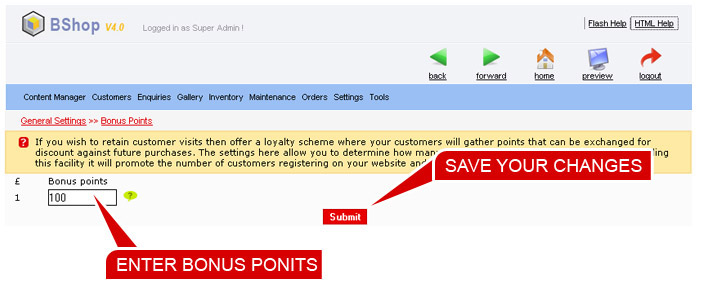 BShop V4.0
Logged in as Super Admin !
Flash Help HTML Help
back forward home preview logout
Content Manager Customers Enquiries Gallery Inventory Maintenance Orders Settings Tools
General Settings >> Bonus Points
? If you wish to retain customer visits then offer a loyalty scheme where your customers will gather points that can be exchanged for
discount against future purchases. The settings here allow you to determine how
this facility it will promote the number of customers registering on your website and
SAVE YOUR CHANGES
£ Bonus points
1 100 ?
Submit
ENTER BONUS PONITS